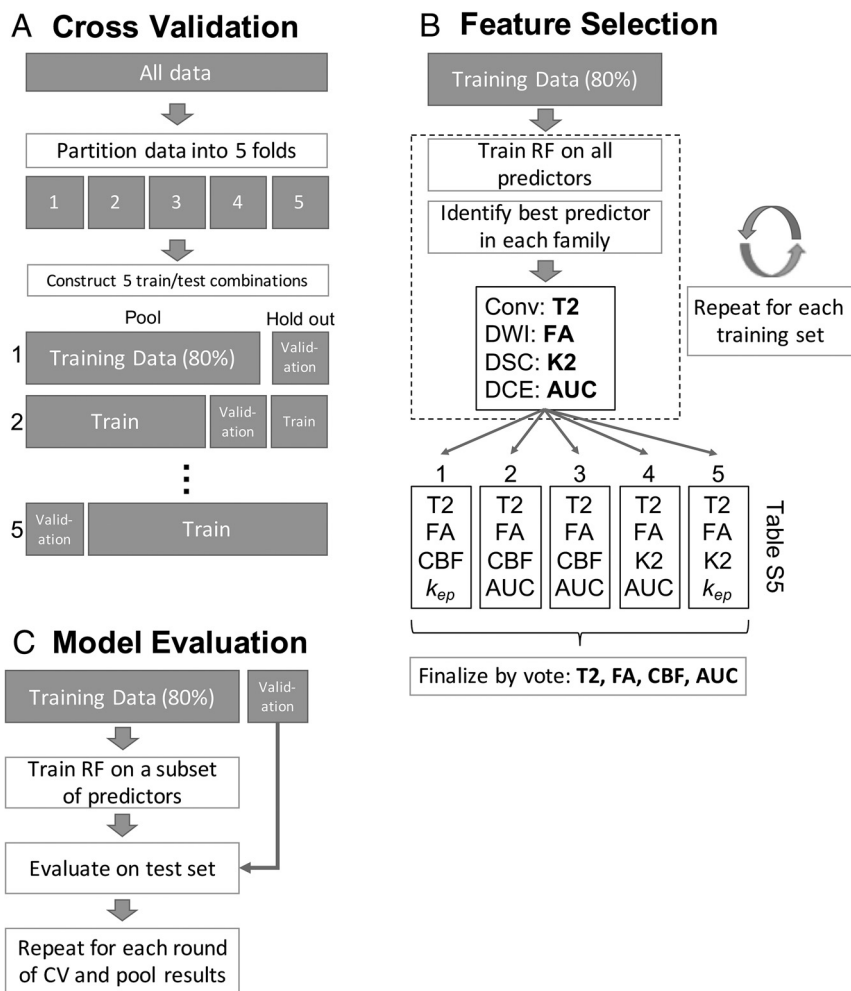 A Cross Validation
All data
Partition data into 5 folds
1 2 3 4 5
Construct 5 train/test combinations
Pool
Hold out
1
Training Data (80%)
Valid-
ation
2
Train
Valid-
ation
Train
⋮
5
Valid-
ation
Train
B Feature Selection
Training Data (80%)
Train RF on all
predictors
Identify best predictor
in each family
Conv: T2
DWI: FA
DSC: K2
DCE: AUC
Repeat for each
training set
1 2 3 4 5
T2 T2 T2 T2 T2
FA FA FA FA FA
CBF CBF CBF K2 K2
kep AUC AUC AUC kep
Table S5
Finalize by vote: T2, FA, CBF, AUC
C Model Evaluation
Training Data (80%)
Valid-
ation
Train RF on a subset
of predictors
Evaluate on test set
Repeat for each round
of CV and pool results